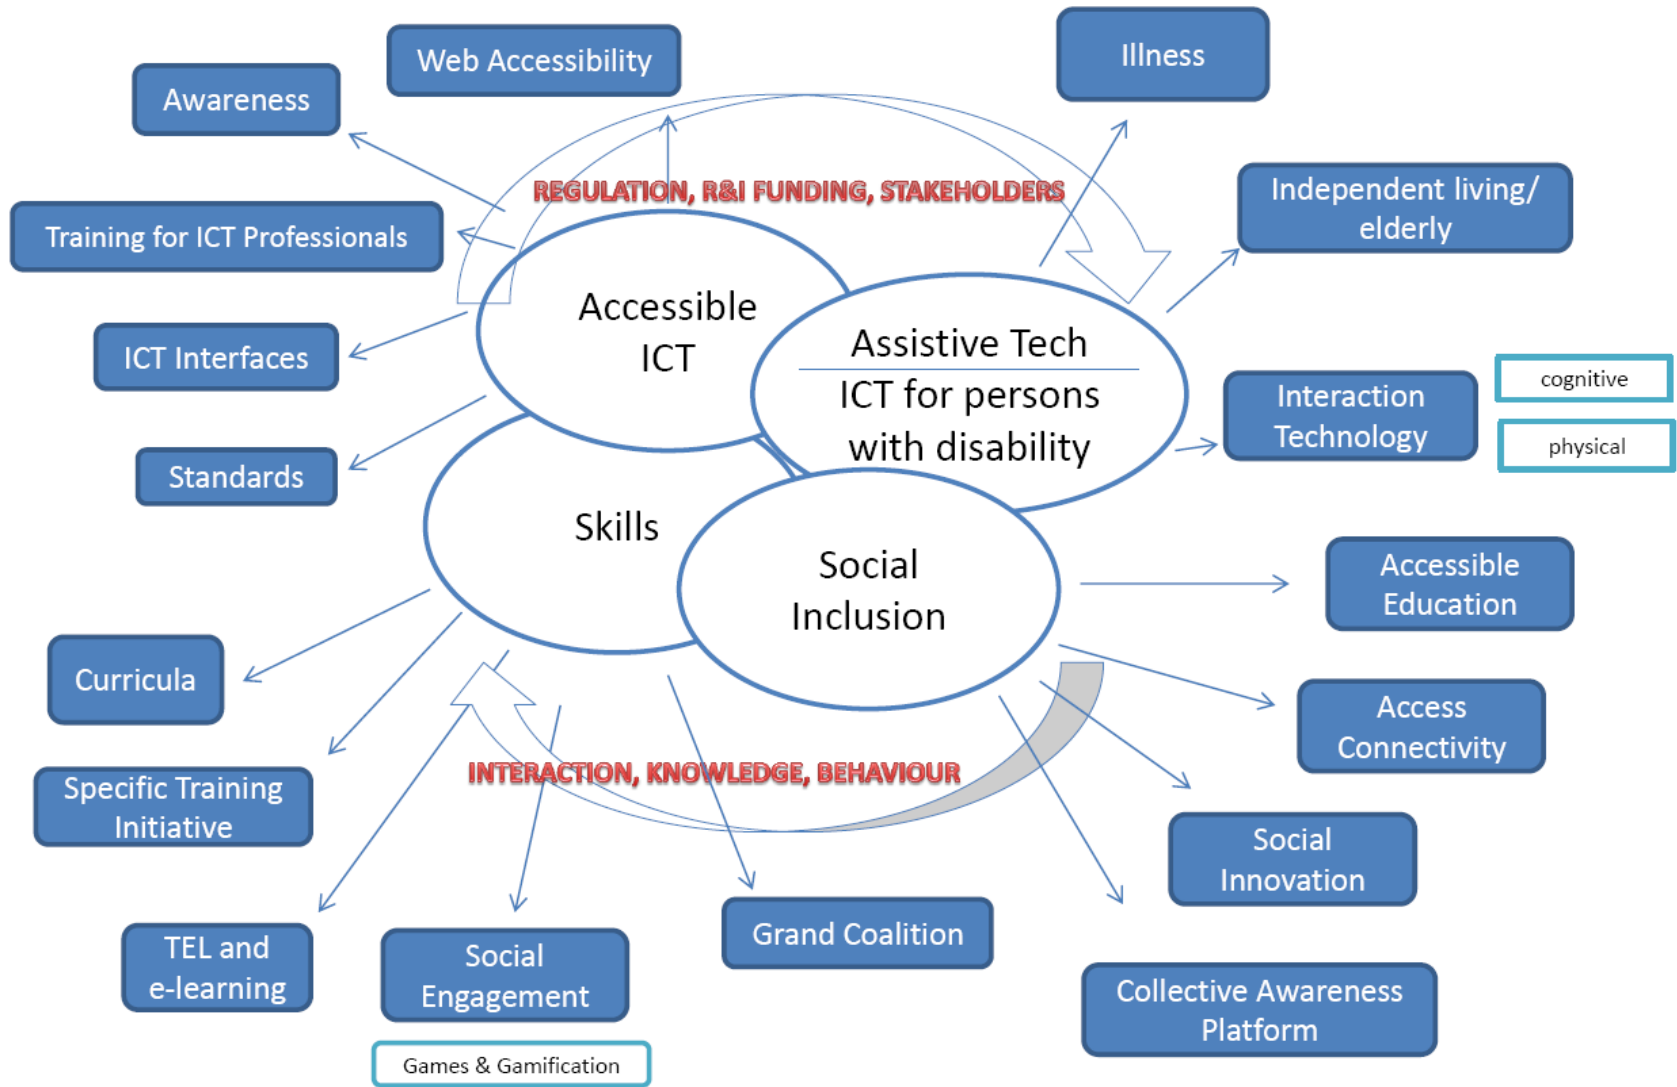 Web Accessibility
Illness
Awareness
REGULATION, R&I FUNDING, STAKEHOLDERS
Independent living/
elderly
Training for ICT Professionals
Accessible
ICT
Assistive Tech
ICT for persons
with disability
ICT Interfaces
Interaction
Technology
cognitive
physical
Standards
Skills
Social
Inclusion
Accessible
Education
Curricula
Access
Connectivity
INTERACTION, KNOWLEDGE, BEHAVIOUR
Specific Training
Initiative
Social
Innovation
TEL and
e-learning
Social
Engagement
Grand Coalition
Collective Awareness
Platform
Games & Gamification